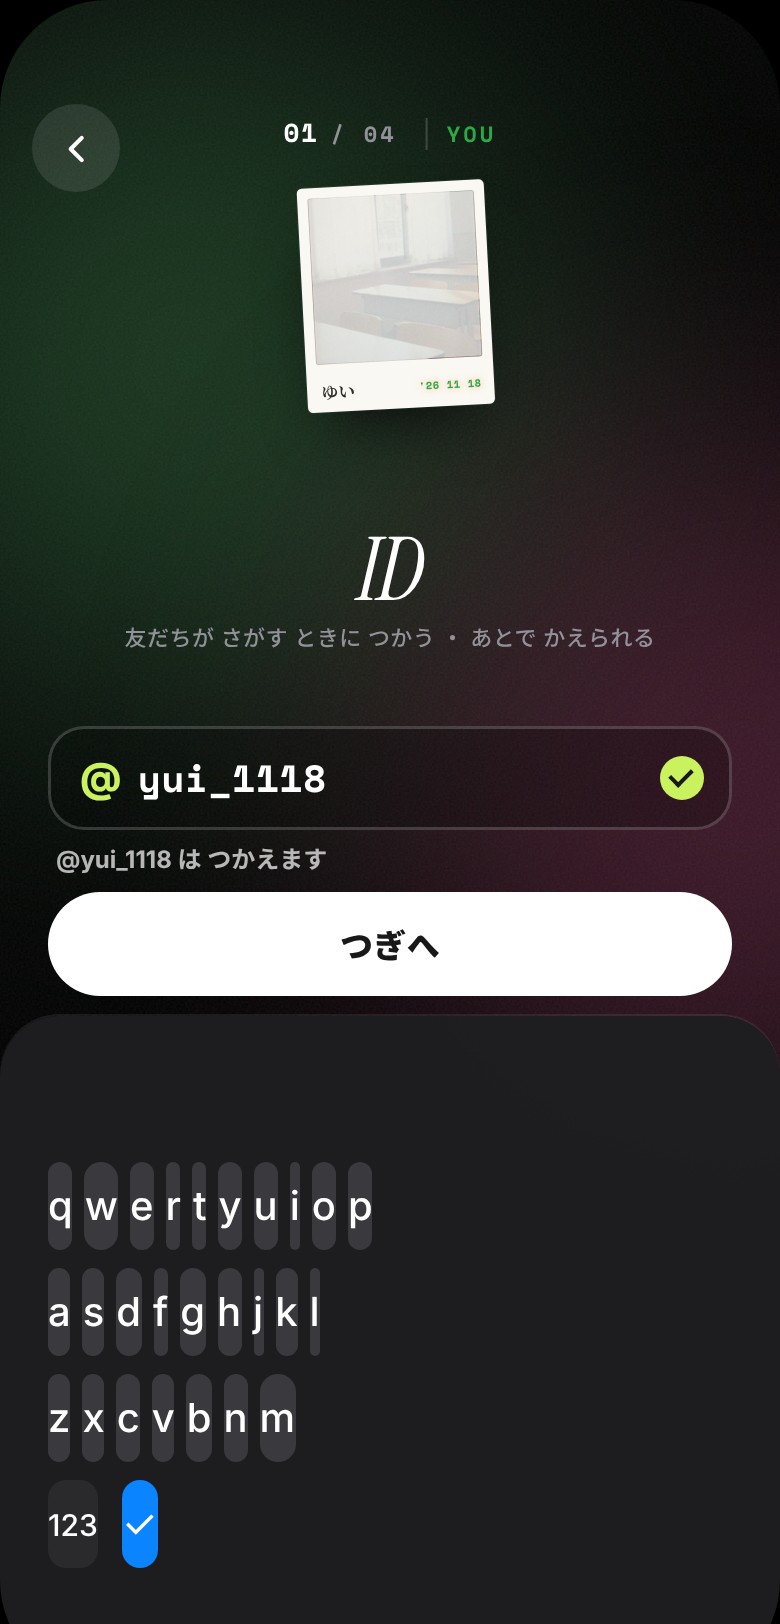 01 / 04 YOU
ゆい '26 11 18
ID
友だちが さがす ときに つかう ・ あとで かえられる
@ yui_1118
@yui_1118 は つかえます
つぎへ
q w e r t y u i o p
a s d f g h j k l
z x c v b n m
123